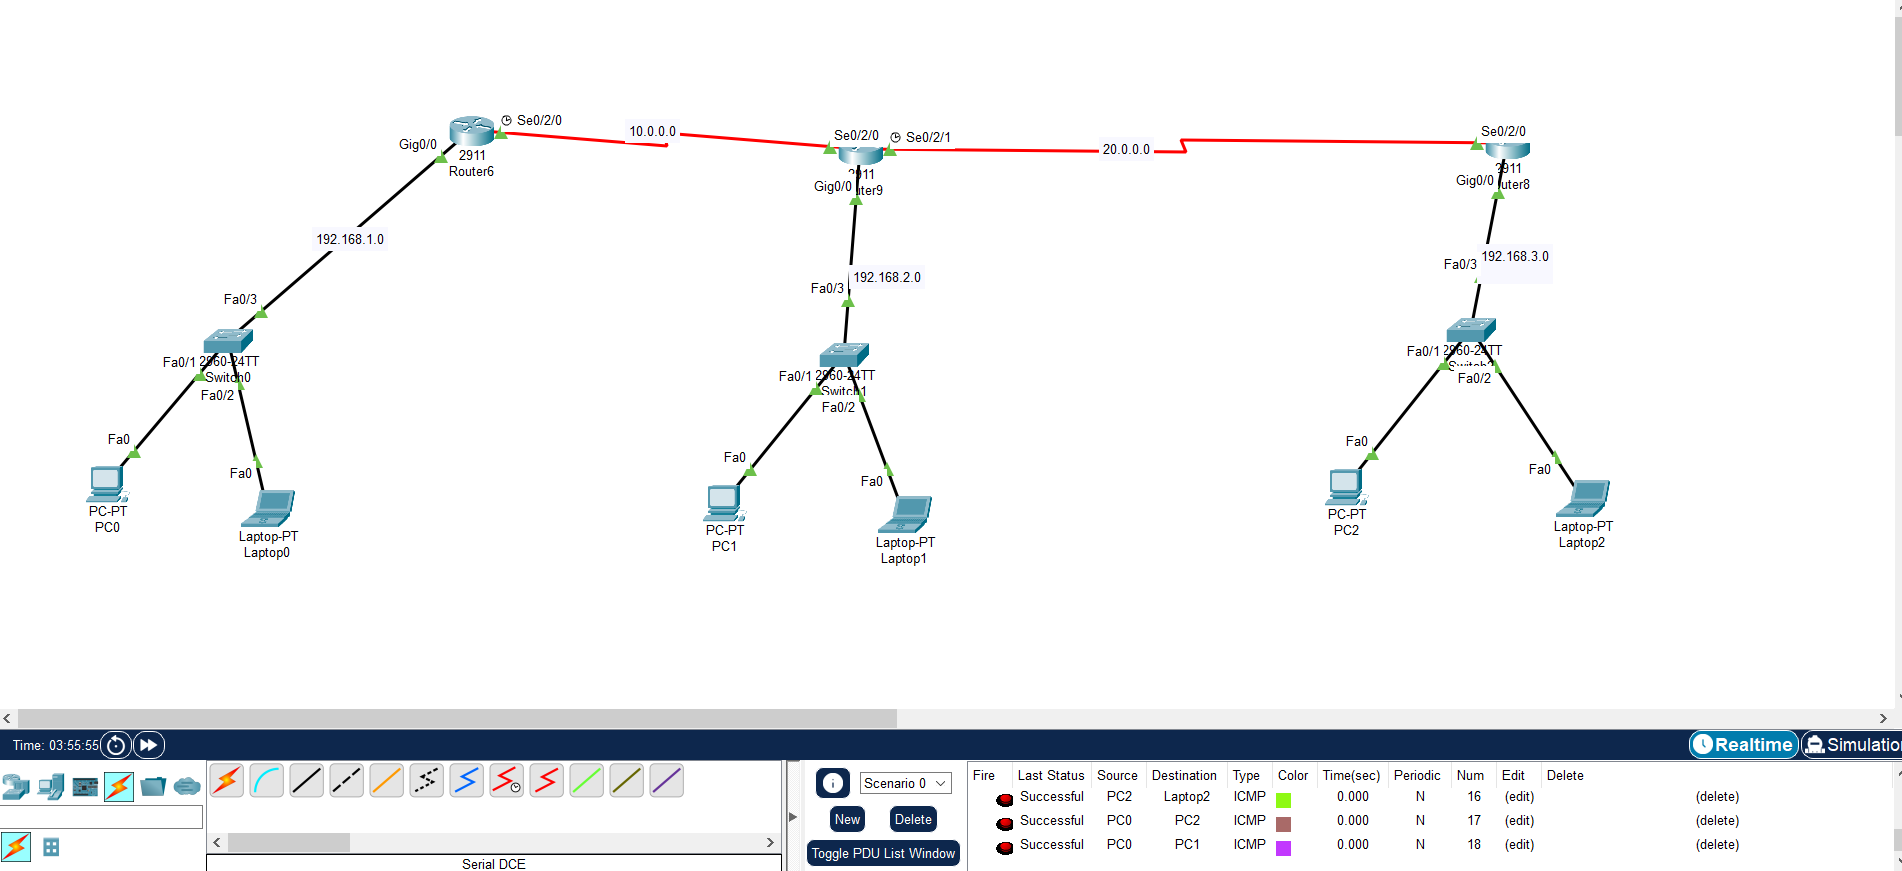 Se0/2/0
10.0.0.0
Gig0/0
2911
Router6
Se0/2/0
Se0/2/1
20.0.0.0
Se0/2/0
2911
Gig0/0
uter9
2911
Gig0/0
uter8
192.168.1.0
192.168.2.0
192.168.3.0
Fa0/3
Fa0/3
Fa0/3
Fa0/1
2960-24TT
Switch0
Fa0/2
Fa0/1
2960-24TT
Switch1
Fa0/2
Fa0/1
2960-24TT
Fa0/2
Fa0
Fa0
PC-PT
PC0
Laptop-PT
Laptop0
Fa0
Fa0
PC-PT
PC1
Laptop-PT
Laptop1
Fa0
Fa0
PC-PT
PC2
Laptop-PT
Laptop2
Time: 03:55:55
Realtime
Simulatio
Scenario 0
New
Delete
Toggle PDU List Window
Serial DCE
Fire Last Status Source Destination Type Color Time(sec) Periodic Num Edit Delete
Successful PC2 Laptop2 ICMP 0.000 N 16 (edit) (delete)
Successful PC0 PC2 ICMP 0.000 N 17 (edit) (delete)
Successful PC0 PC1 ICMP 0.000 N 18 (edit) (delete)